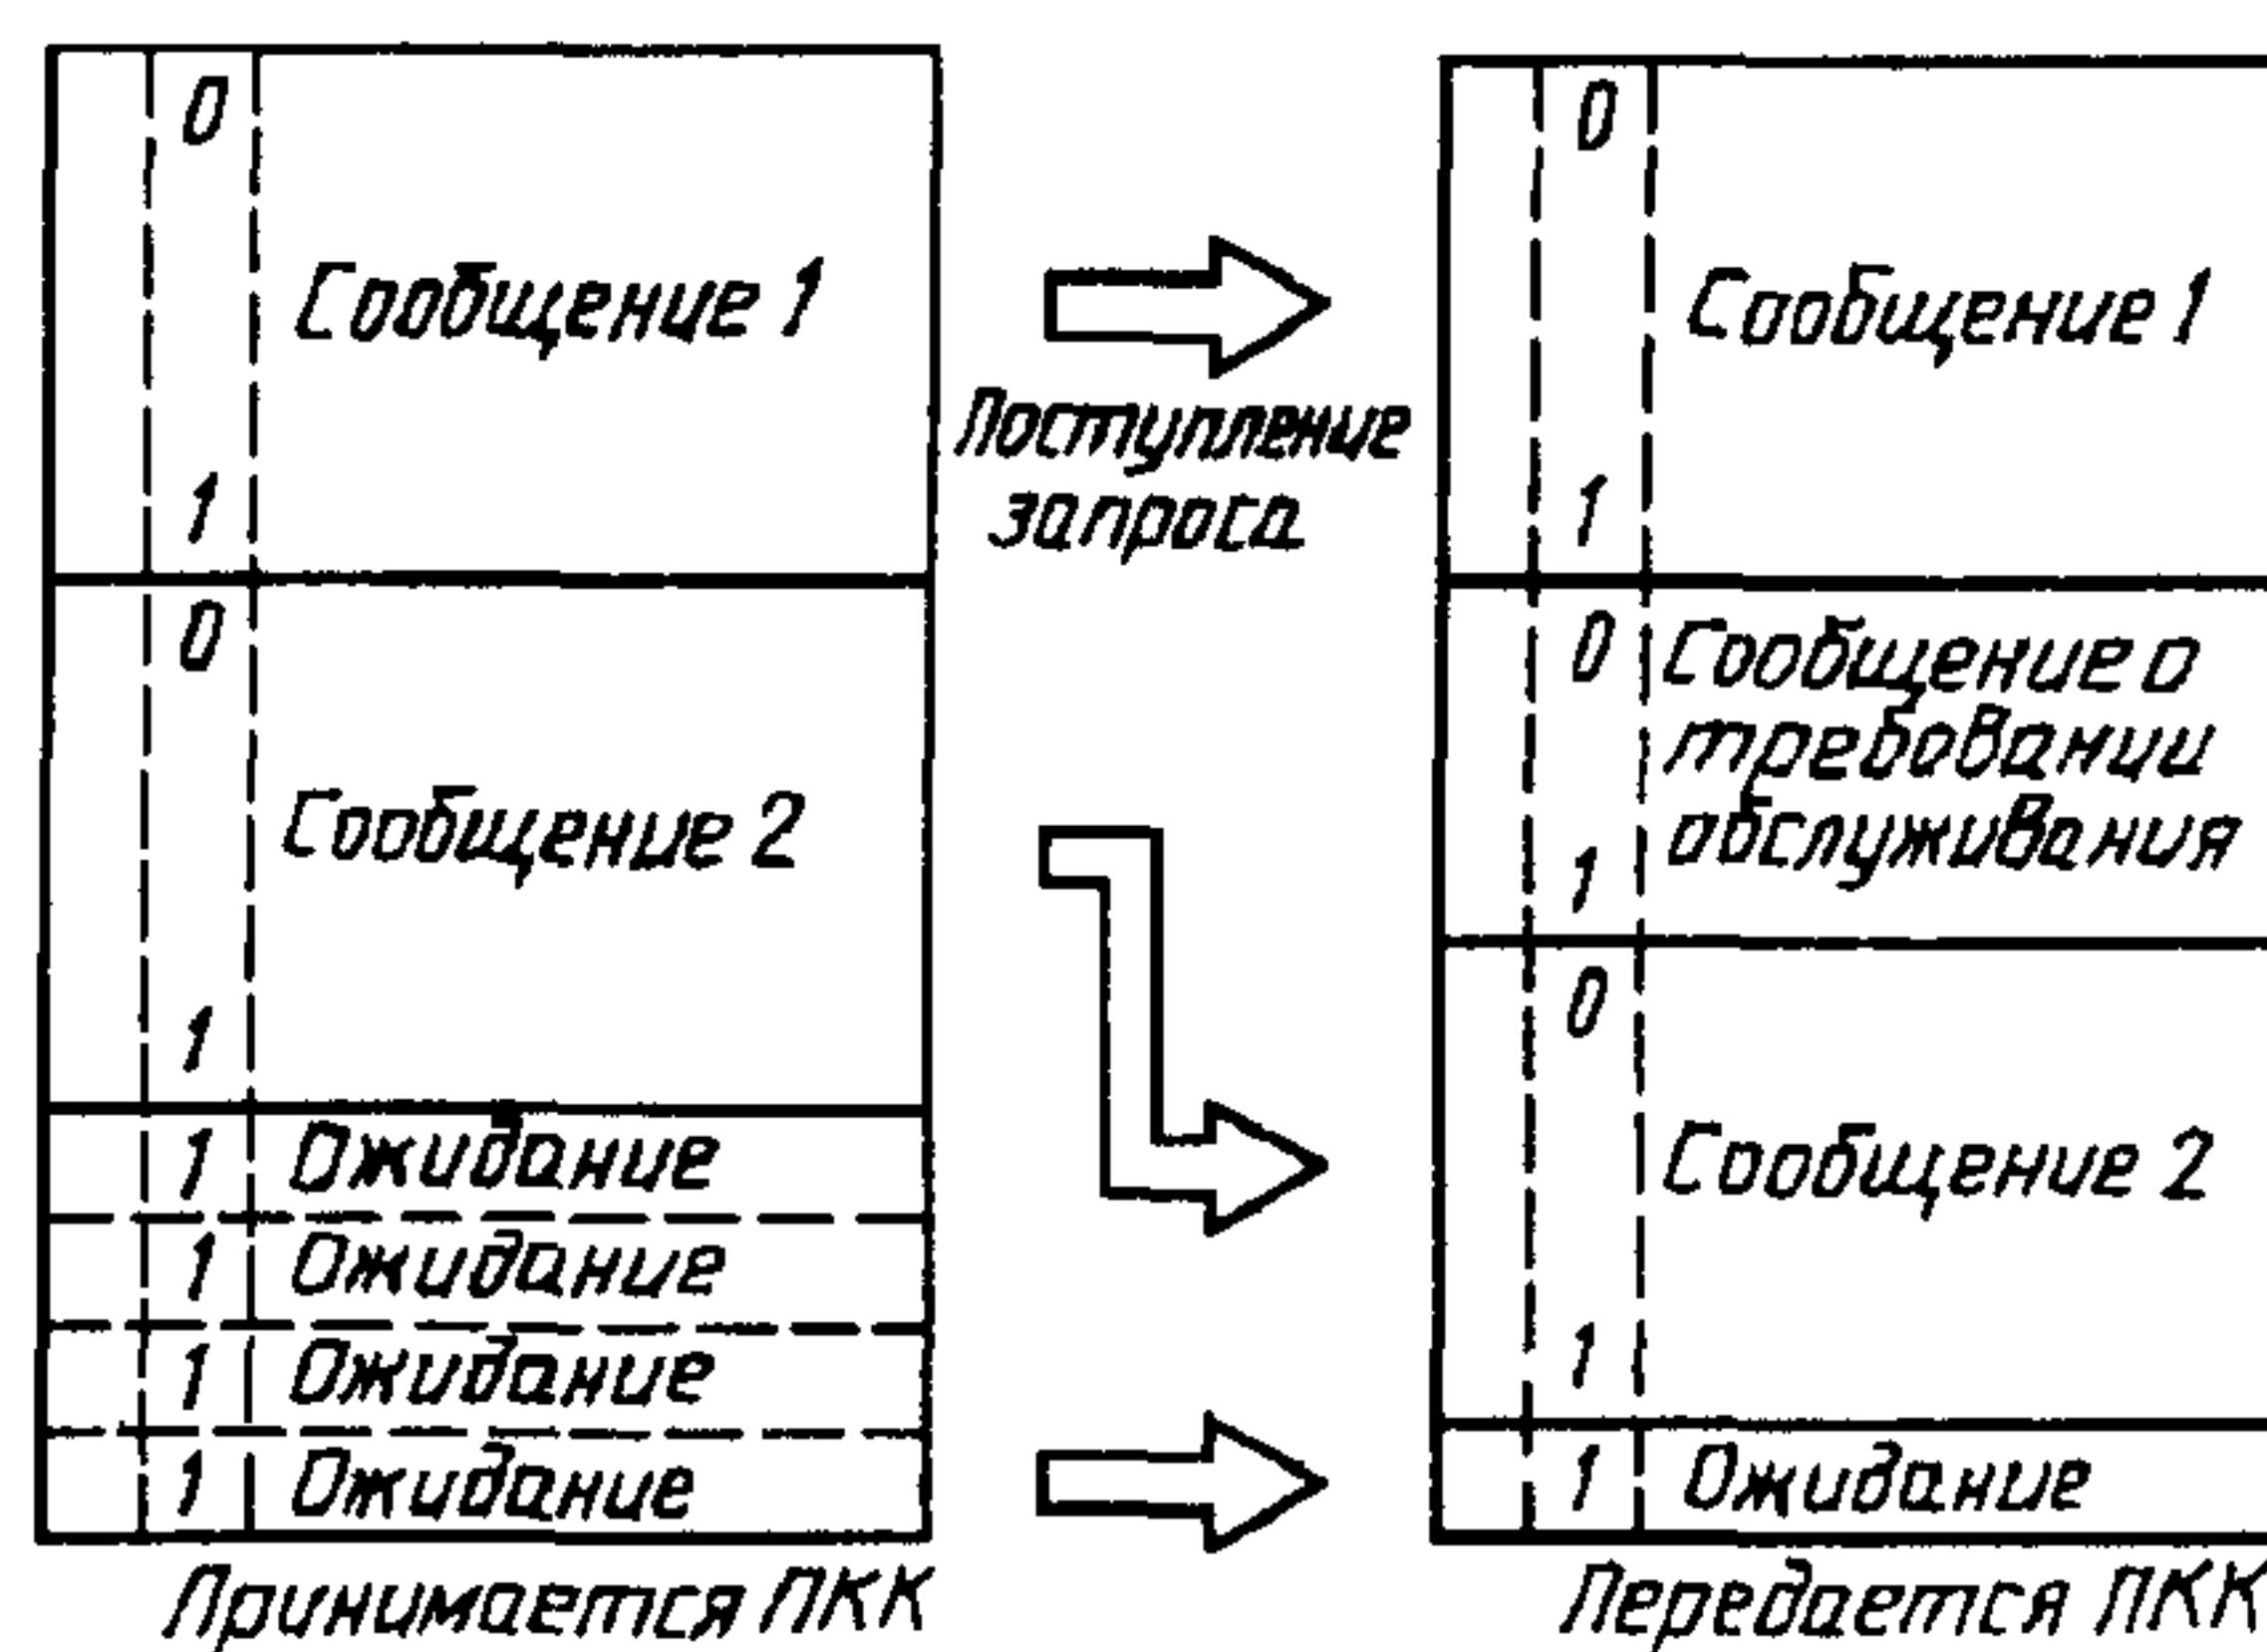 0
Сообщение 1
1
0
Сообщение 2
1
1 Ожидание
1 Ожидание
1 Ожидание
1 Ожидание
Принимается ПКК
Поступление
запроса
0
Сообщение 1
1
0 Сообщение о
требовании
1 обслуживания
0
Сообщение 2
1
1 Ожидание
Передается ПКК